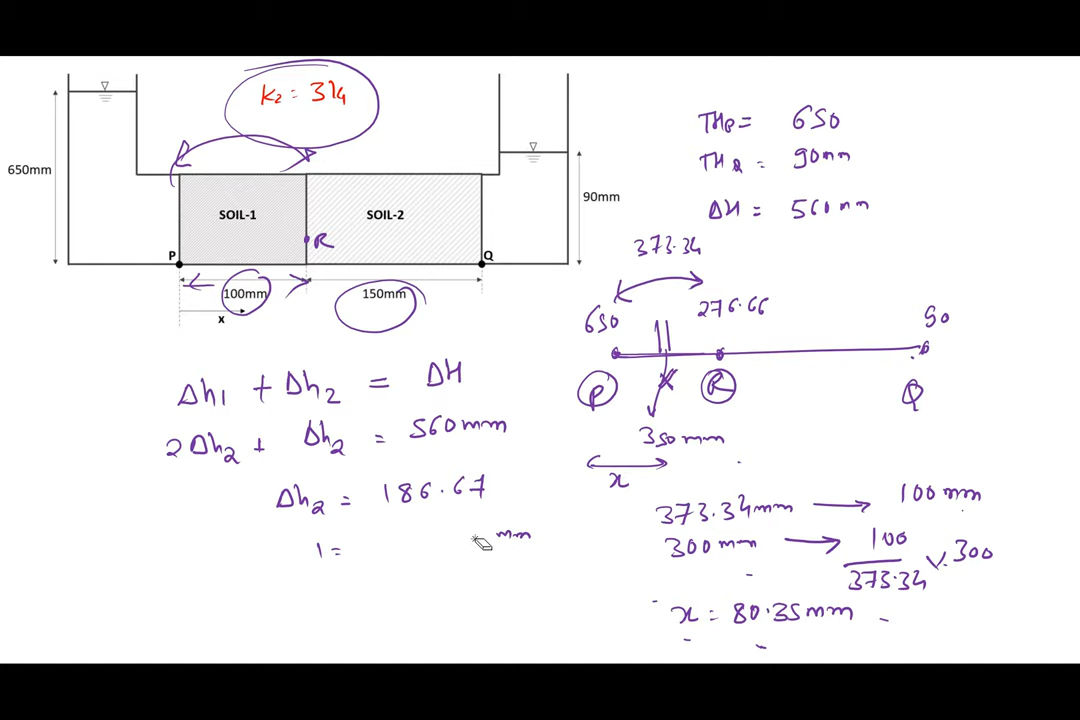 K2 = 3k1
650mm
SOIL-1
SOIL-2
90mm
R
P
Q
100mm
150mm
x
THP = 650
THQ = 90mm
ΔH = 560mm
373.34
650
276.66
90
P
R
Q
350mm
x
Δh1 + Δh2 = ΔH
2Δh2 + Δh2 = 560mm
Δh2 = 186.67
mm
1 =
373.34mm → 100mm
300mm → 100/373.34 × 300
x = 80.35mm